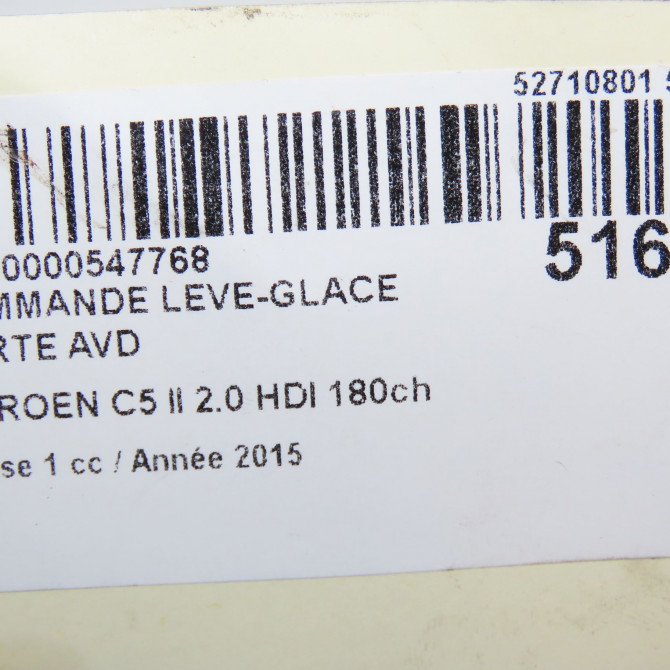 52710801 5
0000547768
516
MMANDE LEVE-GLACE
RTE AVD
ROEN C5 II 2.0 HDI 180ch
se 1 cc / Année 2015